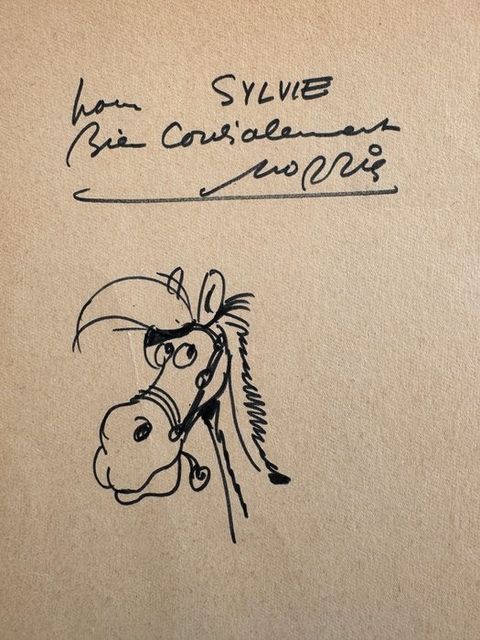 pour SYLVIE
Bien Cordialement
Morris